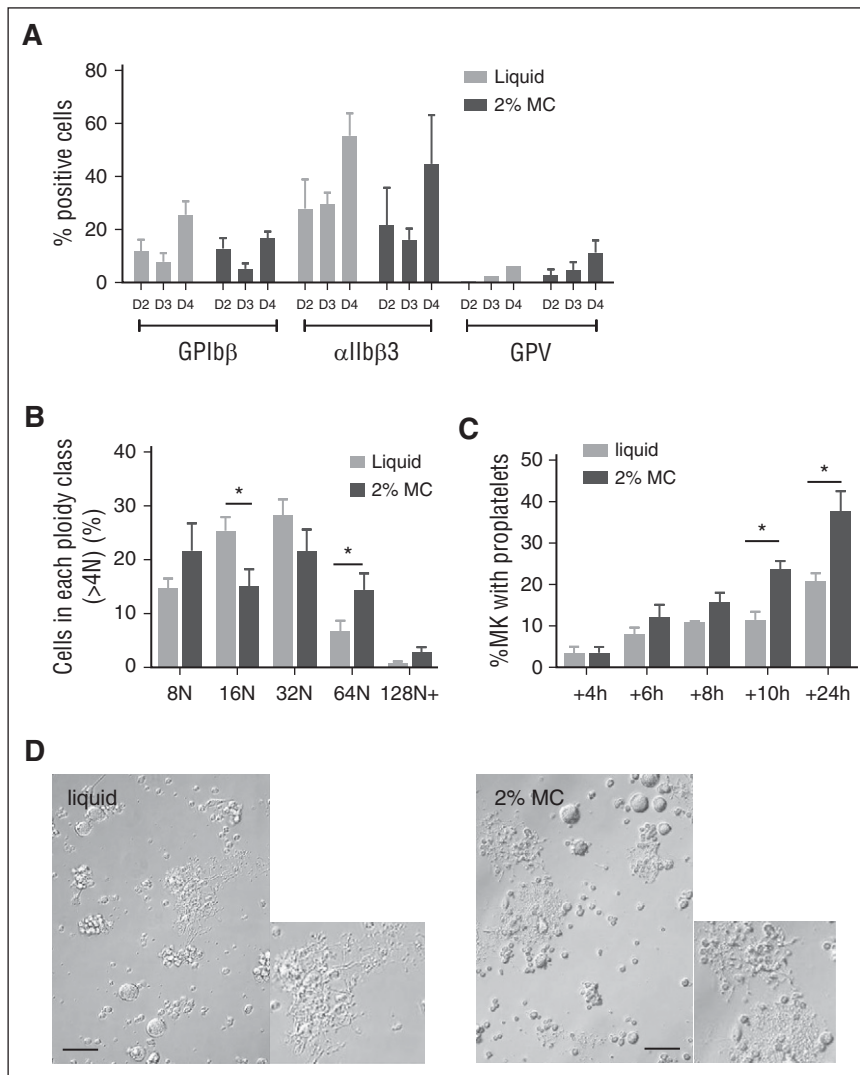 A
80
60
40
20
0
% positive cells
Liquid
2% MC
D2 D3 D4 D2 D3 D4 D2 D3 D4 D2 D3 D4 D2 D3 D4 D2 D3 D4
GPIbβ αIIbβ3 GPV
B
40
30
20
10
0
Cells in each ploidy class
(>4N) (%)
Liquid
2% MC
*
*
8N 16N 32N 64N 128N+
C
50
40
30
20
10
0
%MK with proplatelets
liquid
2% MC
*
*
+4h +6h +8h +10h +24h
D
liquid
2% MC